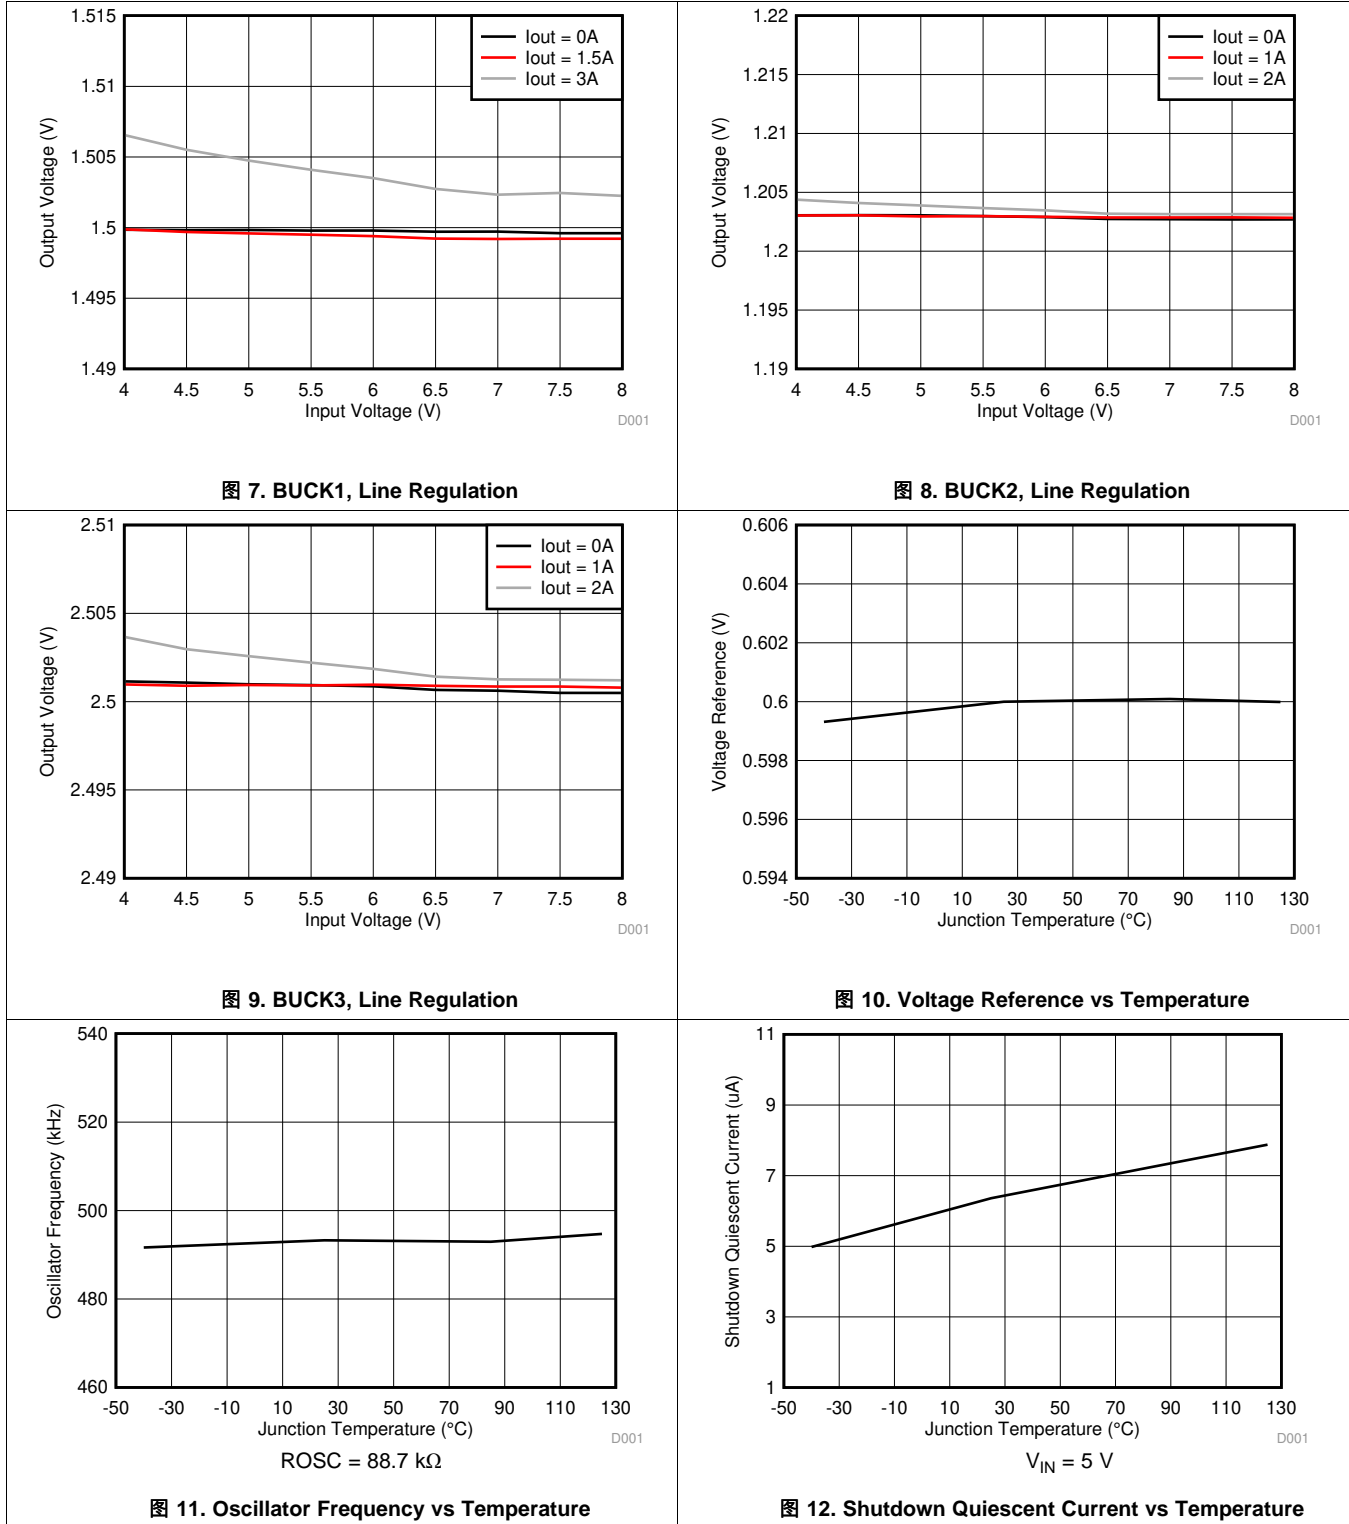 1.515
1.51
1.505
1.5
1.495
1.49
Output Voltage (V)
Iout = 0A
Iout = 1.5A
Iout = 3A
4 4.5 5 5.5 6 6.5 7 7.5 8
Input Voltage (V)
D001
图 7. BUCK1, Line Regulation
1.22
1.215
1.21
1.205
1.2
1.195
1.19
Output Voltage (V)
Iout = 0A
Iout = 1A
Iout = 2A
4 4.5 5 5.5 6 6.5 7 7.5 8
Input Voltage (V)
D001
图 8. BUCK2, Line Regulation
2.51
2.505
2.5
2.495
2.49
Output Voltage (V)
Iout = 0A
Iout = 1A
Iout = 2A
4 4.5 5 5.5 6 6.5 7 7.5 8
Input Voltage (V)
D001
图 9. BUCK3, Line Regulation
0.606
0.604
0.602
0.6
0.598
0.596
0.594
Voltage Reference (V)
-50 -30 -10 10 30 50 70 90 110 130
Junction Temperature (°C)
D001
图 10. Voltage Reference vs Temperature
540
520
500
480
460
Oscillator Frequency (kHz)
-50 -30 -10 10 30 50 70 90 110 130
Junction Temperature (°C)
D001
ROSC = 88.7 kΩ
图 11. Oscillator Frequency vs Temperature
11
9
7
5
3
1
Shutdown Quiescent Current (uA)
-50 -30 -10 10 30 50 70 90 110 130
Junction Temperature (°C)
D001
V_IN = 5 V
图 12. Shutdown Quiescent Current vs Temperature